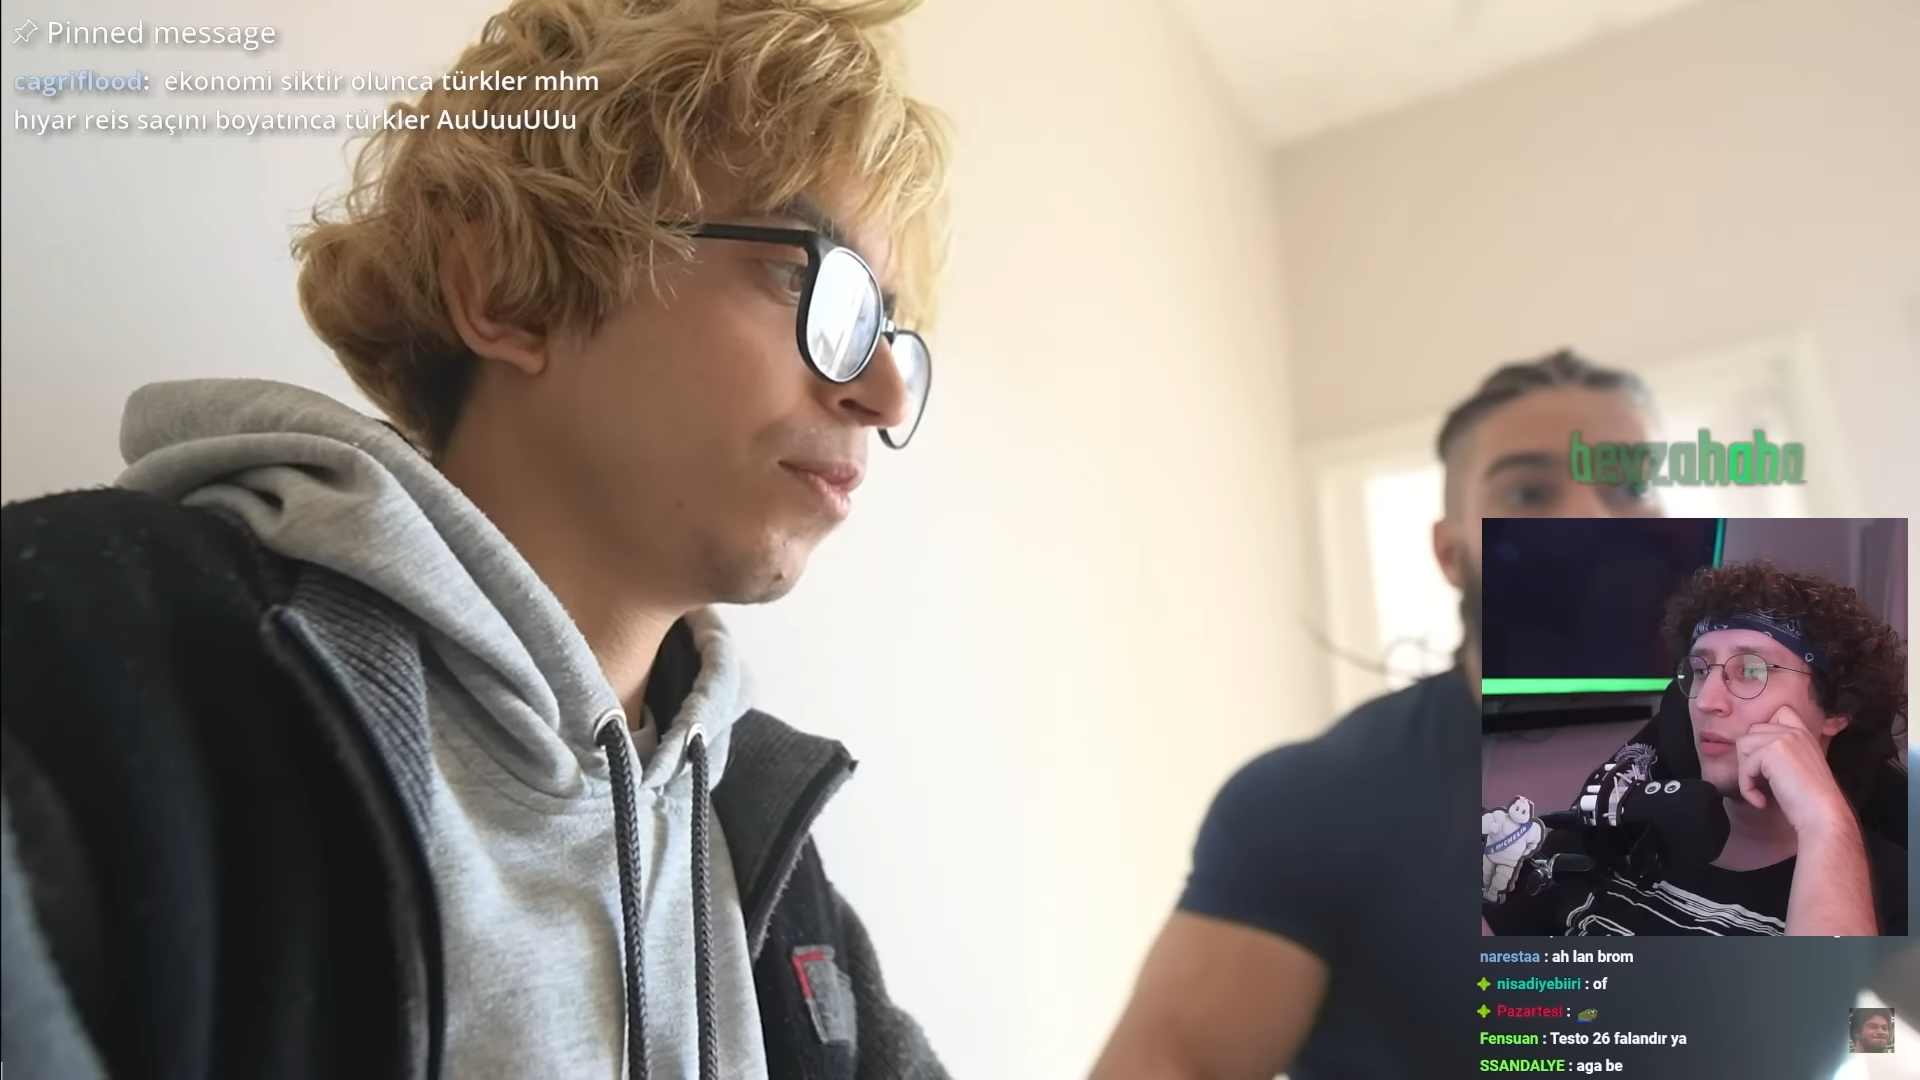 Pinned message
cagriflood: ekonomi siktir olunca türkler mhm
hıyar reis saçını boyatınca türkler AuUuuUUu
beyzahaha
MICHELIN
narestaa : ah lan brom
nisadiyebiiri : of
Pazartesi :
Fensuan : Testo 26 falandır ya
SSANDALYE : aga be